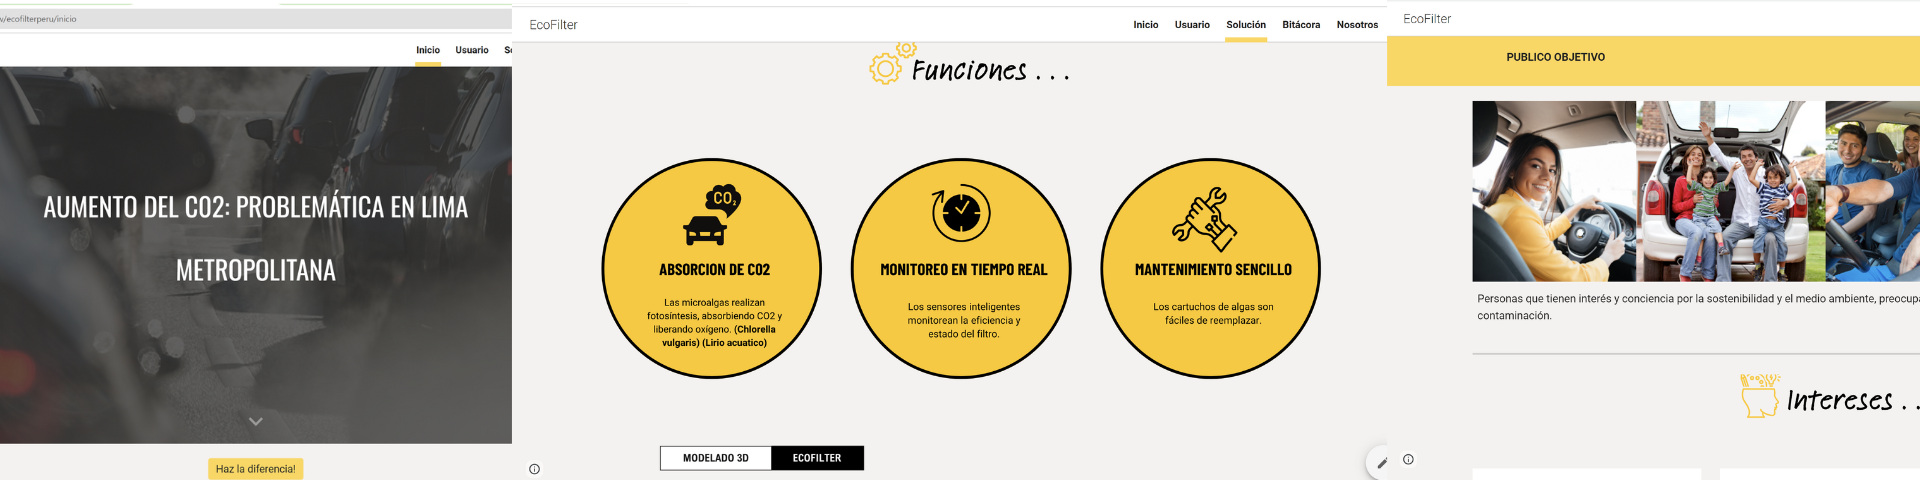 v/ecofilterperu/inicio
Inicio Usuario
AUMENTO DEL CO2: PROBLEMÁTICA EN LIMA
METROPOLITANA
Haz la diferencia!
EcoFilter
Inicio Usuario Solución Bitácora Nosotros
Funciones . . .
CO2
ABSORCION DE CO2
Las microalgas realizan
fotosíntesis, absorbiendo CO2 y
liberando oxígeno. (Chlorella
vulgaris) (Lirio acuatico)
MONITOREO EN TIEMPO REAL
Los sensores inteligentes
monitorean la eficiencia y
estado del filtro.
MANTENIMIENTO SENCILLO
Los cartuchos de algas son
fáciles de reemplazar.
MODELADO 3D ECOFILTER
EcoFilter
PUBLICO OBJETIVO
Personas que tienen interés y conciencia por la sostenibilidad y el medio ambiente, preocupa
contaminación.
Intereses . .